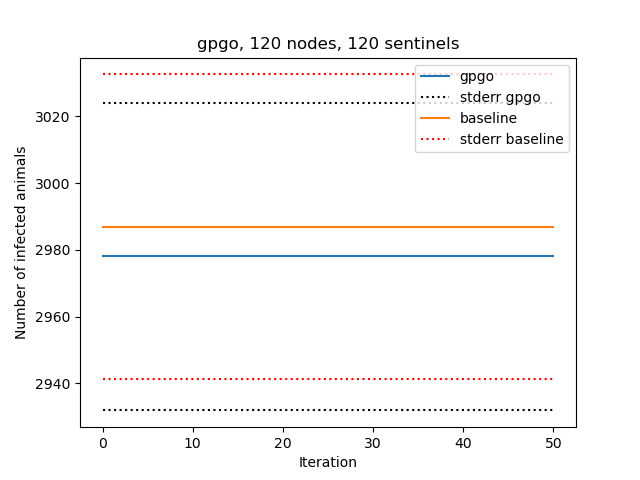 gpgo, 120 nodes, 120 sentinels
gpgo
stderr gpgo
baseline
stderr baseline
Number of infected animals
3020
3000
2980
2960
2940
0 10 20 30 40 50
Iteration